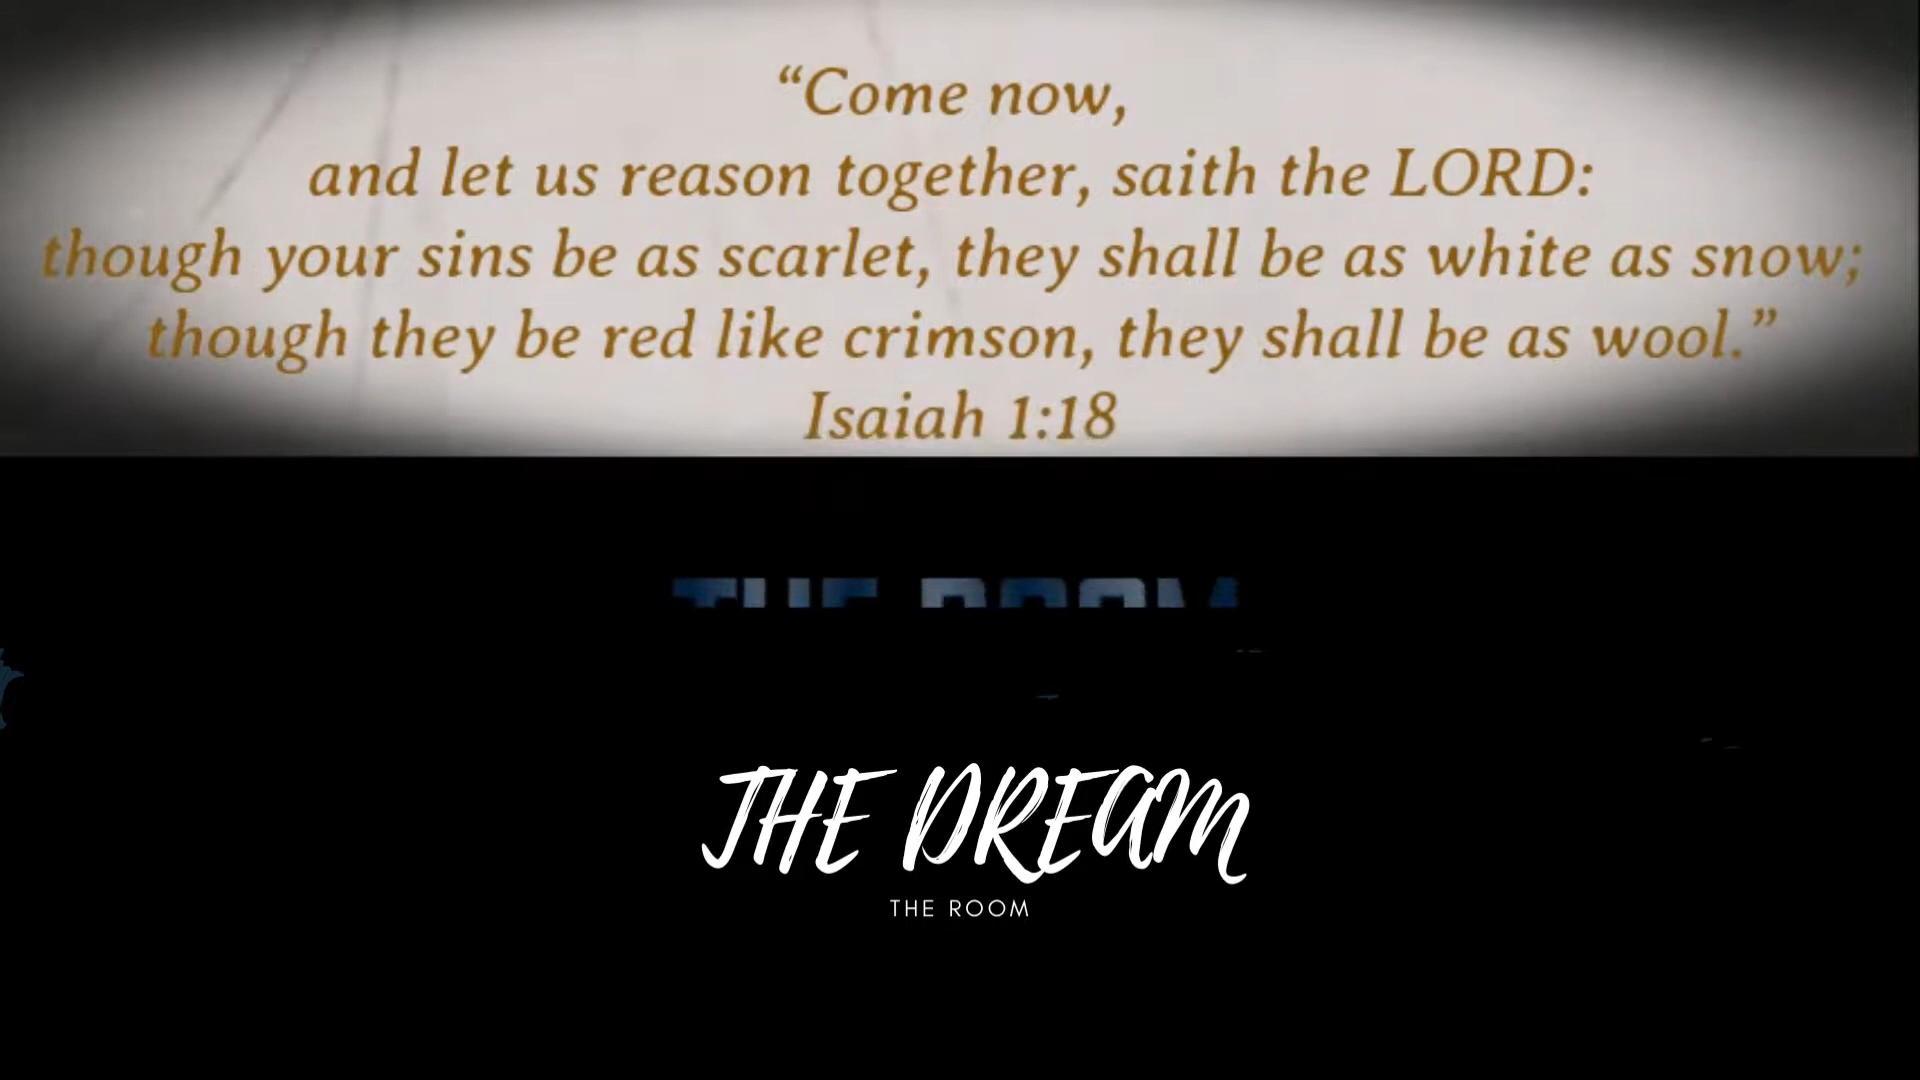 “Come now,
and let us reason together, saith the LORD:
though your sins be as scarlet, they shall be as white as snow;
though they be red like crimson, they shall be as wool.”
Isaiah 1:18
THE ROOM
THE DREAM
THE ROOM